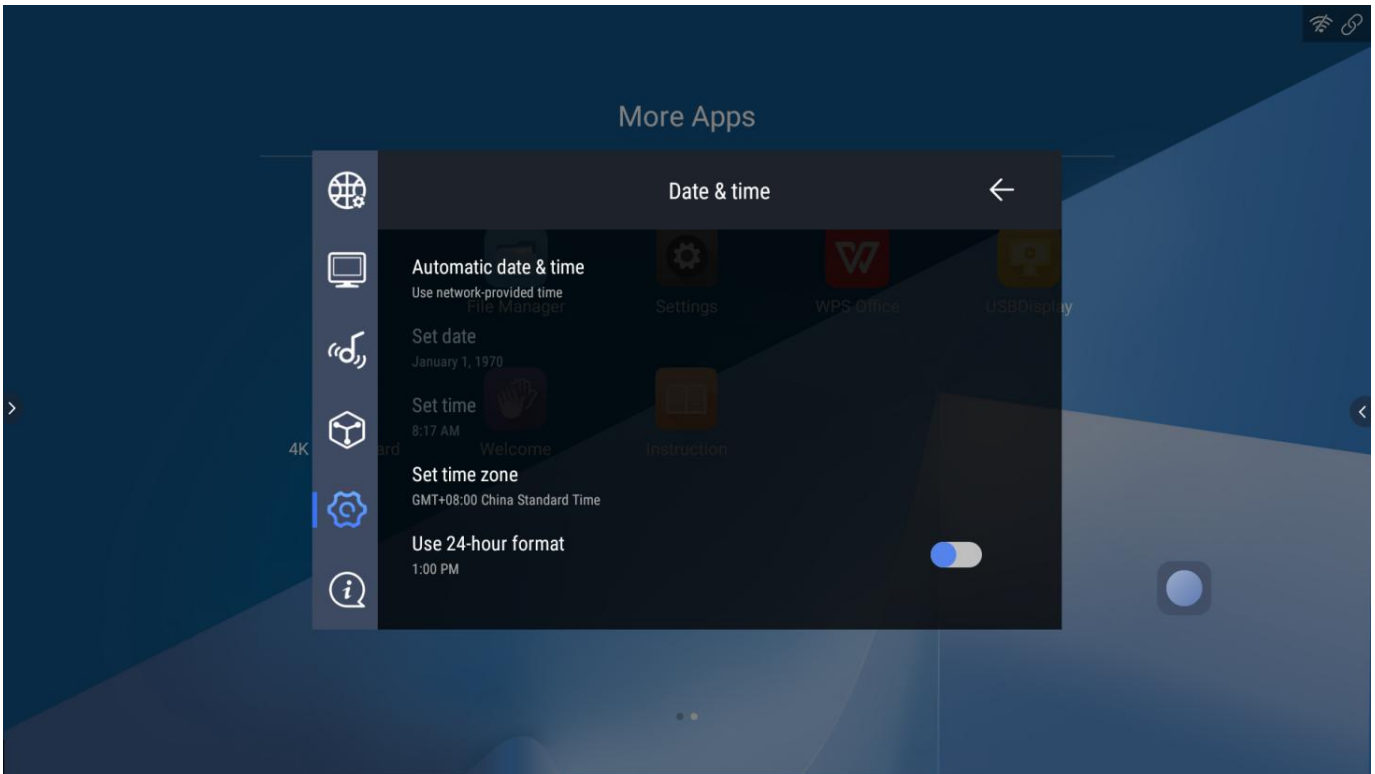 More Apps
Date & time
Automatic date & time
Use network-provided time
File Manager
Settings
WPS Office
USBDisplay
Set date
January 1, 1970
Set time
8:17 AM
4K
ard
Welcome
Instruction
Set time zone
GMT+08:00 China Standard Time
Use 24-hour format
1:00 PM